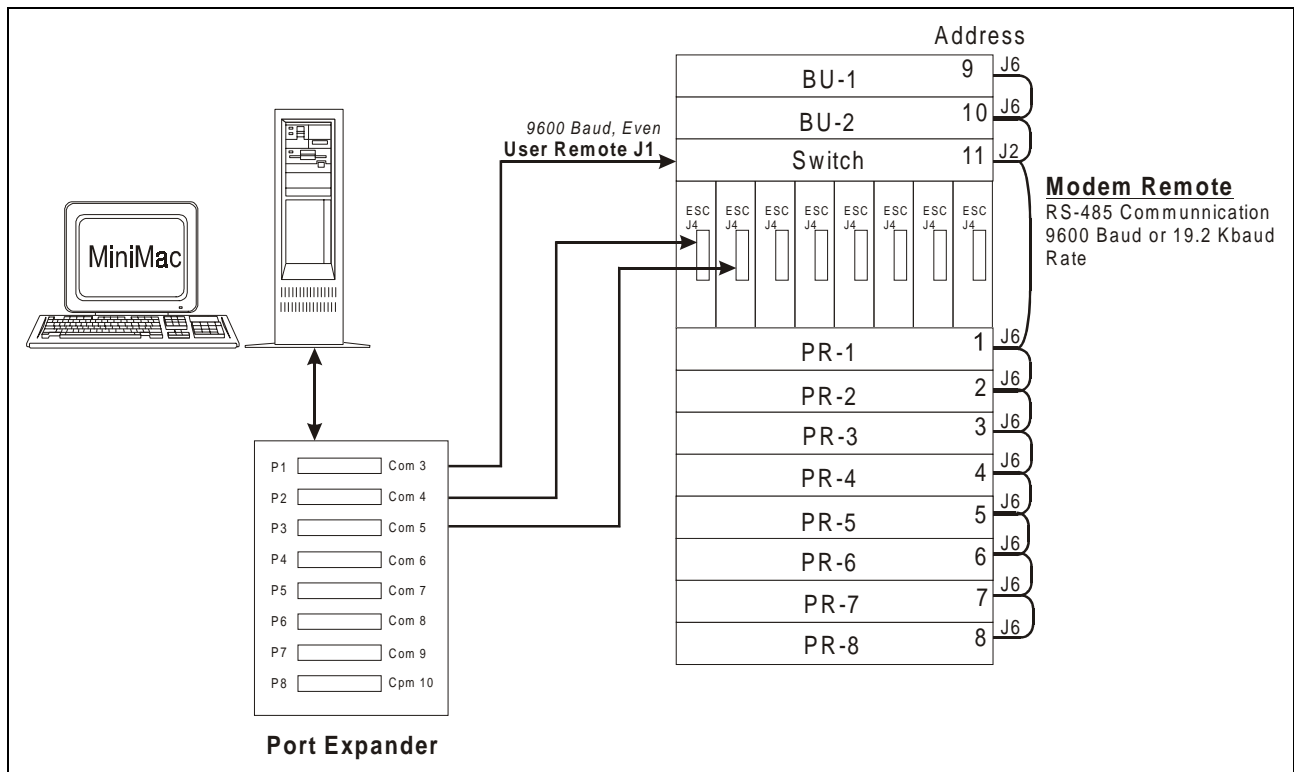 Address
BU-1 9 J6
BU-2 10 J6
Switch 11 J2
9600 Baud, Even
User Remote J1
Modem Remote
RS-485 Communnication
9600 Baud or 19.2 Kbaud
Rate
ESC ESC ESC ESC ESC ESC ESC ESC
J4 J4 J4 J4 J4 J4 J4 J4
MiniMac
PR-1 1 J6
PR-2 2 J6
PR-3 3 J6
PR-4 4 J6
PR-5 5 J6
PR-6 6 J6
PR-7 7 J6
PR-8 8 J6
P1 Com 3
P2 Com 4
P3 Com 5
P4 Com 6
P5 Com 7
P6 Com 8
P7 Com 9
P8 Cpm 10
Port Expander